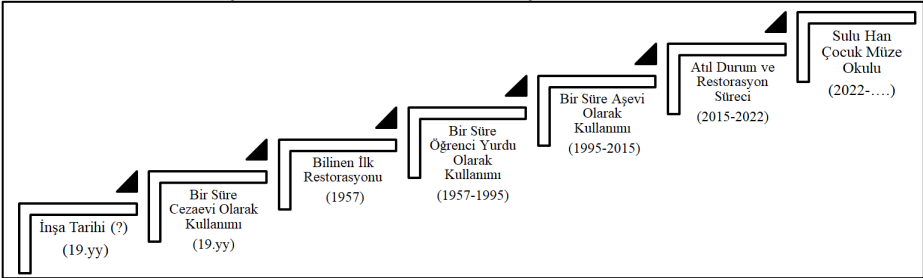 İnşa Tarihi (?)
(19.yy)
Bir Süre
Cezaevi Olarak
Kullanımı
(19.yy)
Bilinen İlk
Restorasyonu
(1957)
Bir Süre
Öğrenci Yurdu
Olarak
Kullanımı
(1957-1995)
Bir Süre Aşevi
Olarak
Kullanımı
(1995-2015)
Atıl Durum ve
Restorasyon
Süreci
(2015-2022)
Sulu Han
Çocuk Müze
Okulu
(2022-….)